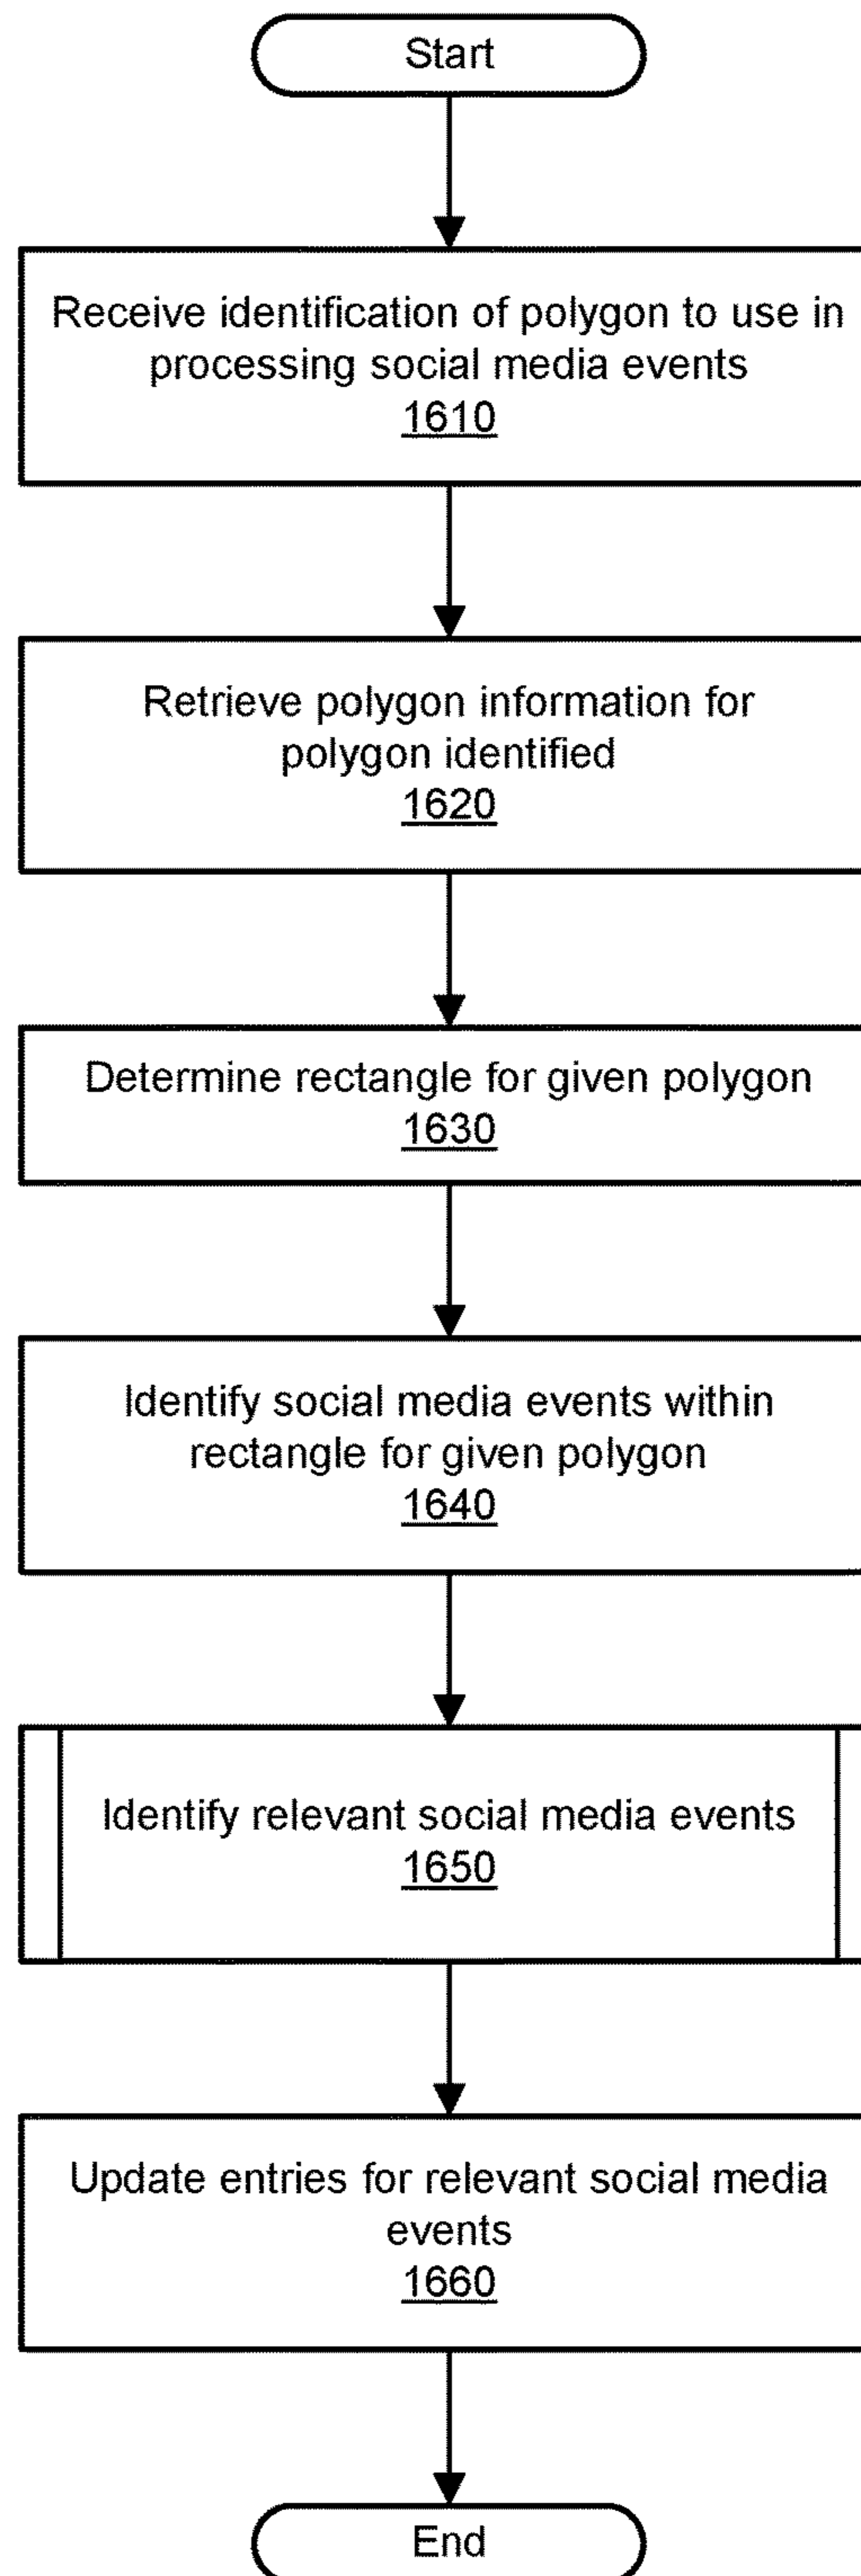 Start
Receive identification of polygon to use in
processing social media events
1610
Retrieve polygon information for
polygon identified
1620
Determine rectangle for given polygon
1630
Identify social media events within
rectangle for given polygon
1640
Identify relevant social media events
1650
Update entries for relevant social media
events
1660
End